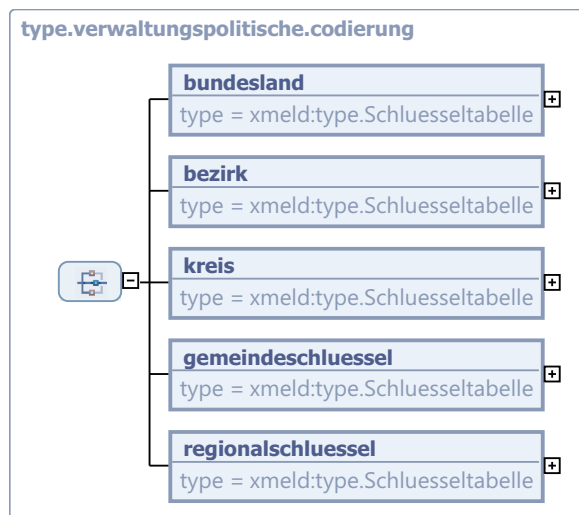 type.verwaltungspolitische.codierung
bundesland
type = xmeld:type.Schluesseltabelle
bezirk
type = xmeld:type.Schluesseltabelle
kreis
type = xmeld:type.Schluesseltabelle
gemeindeschluessel
type = xmeld:type.Schluesseltabelle
regionalschluessel
type = xmeld:type.Schluesseltabelle